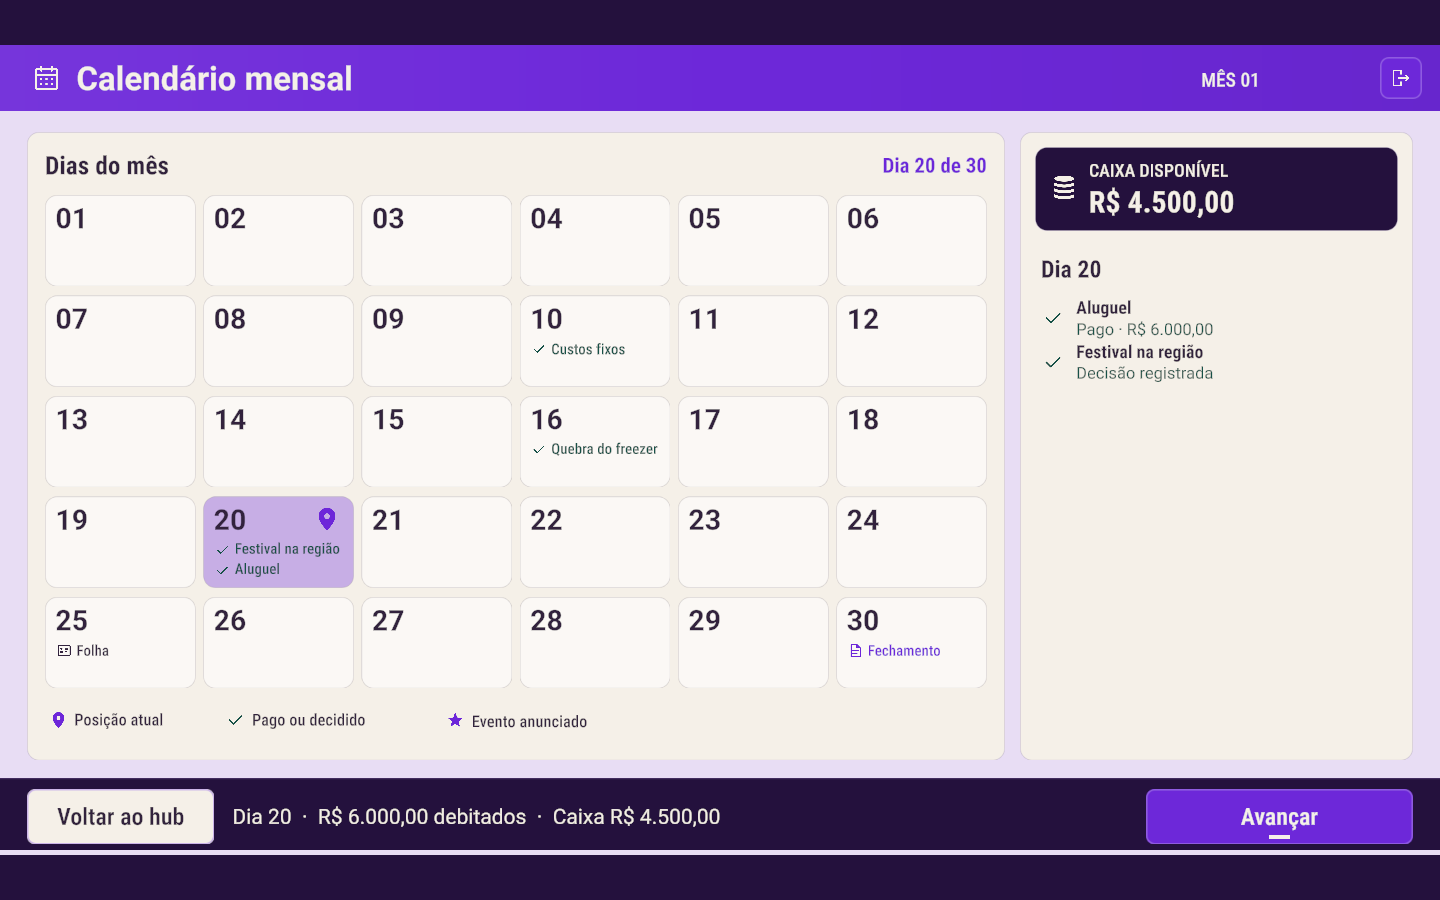 Calendário mensal
MÊS 01
Dias do mês
Dia 20 de 30
01
02
03
04
05
06
07
08
09
10
Custos fixos
11
12
13
14
15
16
Quebra do freezer
17
18
19
20
Festival na região
Aluguel
21
22
23
24
25
Folha
26
27
28
29
30
Fechamento
Posição atual
Pago ou decidido
Evento anunciado
CAIXA DISPONÍVEL
R$ 4.500,00
Dia 20
Aluguel
Pago · R$ 6.000,00
Festival na região
Decisão registrada
Voltar ao hub
Dia 20 · R$ 6.000,00 debitados · Caixa R$ 4.500,00
Avançar